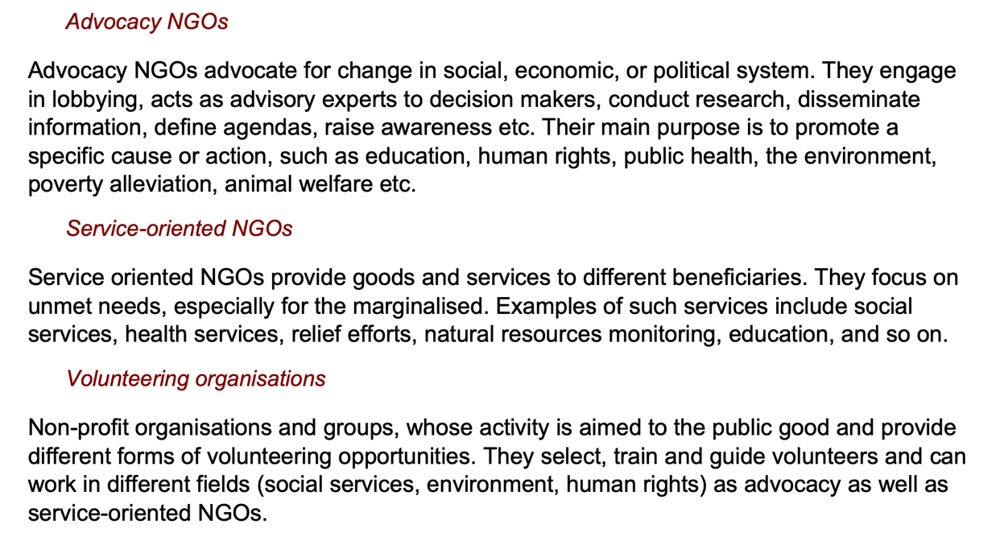 Advocacy NGOs
Advocacy NGOs advocate for change in social, economic, or political system. They engage
in lobbying, acts as advisory experts to decision makers, conduct research, disseminate
information, define agendas, raise awareness etc. Their main purpose is to promote a
specific cause or action, such as education, human rights, public health, the environment,
poverty alleviation, animal welfare etc.
Service-oriented NGOs
Service oriented NGOs provide goods and services to different beneficiaries. They focus on
unmet needs, especially for the marginalised. Examples of such services include social
services, health services, relief efforts, natural resources monitoring, education, and so on.
Volunteering organisations
Non-profit organisations and groups, whose activity is aimed to the public good and provide
different forms of volunteering opportunities. They select, train and guide volunteers and can
work in different fields (social services, environment, human rights) as advocacy as well as
service-oriented NGOs.